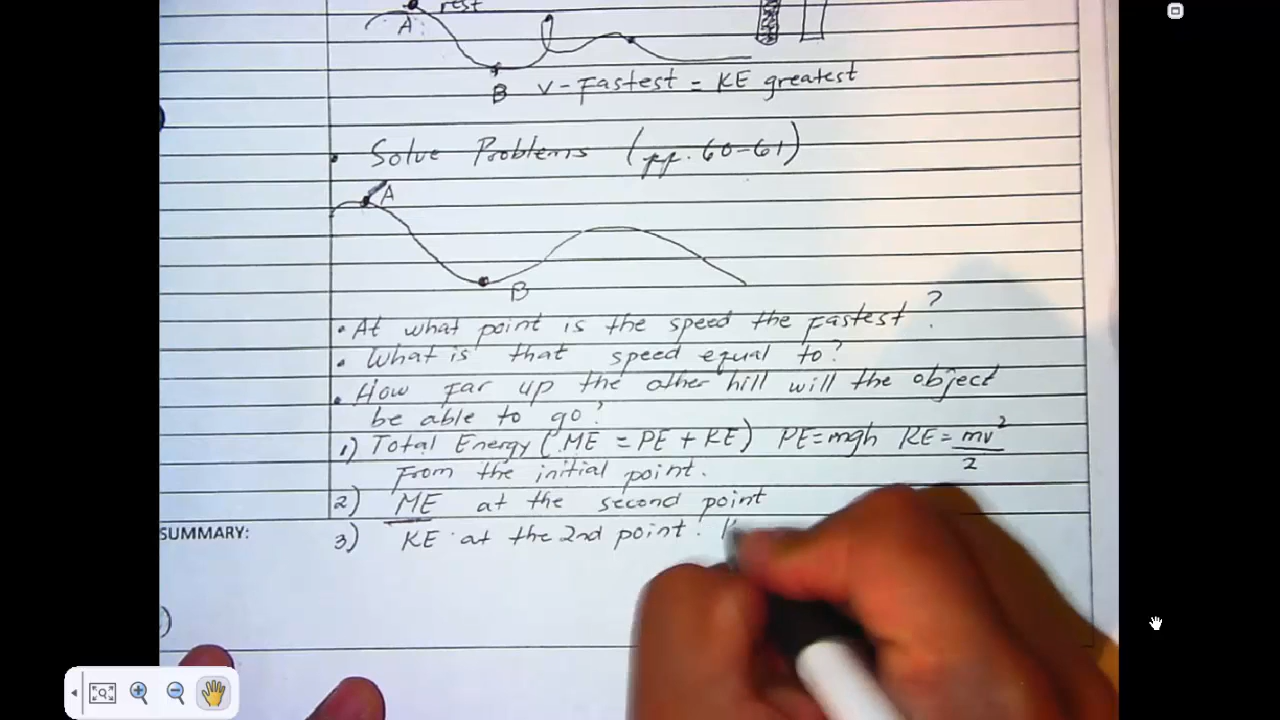 rest
A
B V-Fastest = KE greatest
• Solve Problems (pp. 60-61)
A
B
• At what point is the speed the fastest?
• What is that speed equal to?
• How far up the other hill will the object
be able to go?
1) Total Energy (ME = PE + KE) PE=mgh KE=mv²/2
From the initial point.
2) ME at the second point
SUMMARY:
3) KE at the 2nd point.